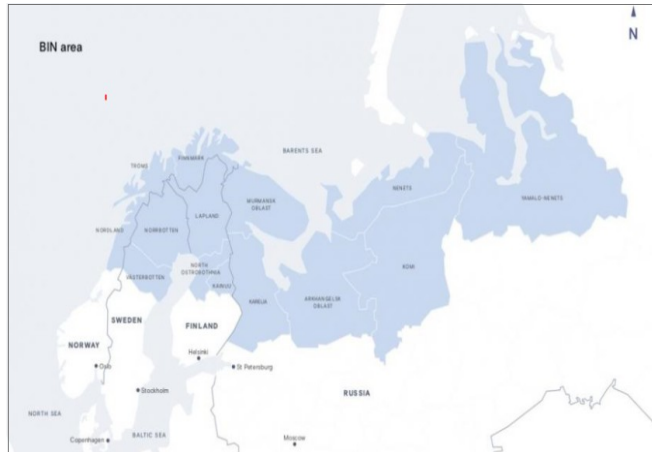 BIN area
N
BARENTS SEA
TROMS
FINNMARK
MURMANSK
OBLAST
NENETS
YAMALO-NENETS
LAPLAND
NORDLAND
NORRBOTTEN
KOMI
NORTH
OSTROBOTHNIA
VÄSTERBOTTEN
KAINUU
KARELIA
ARKHANGELSK
OBLAST
SWEDEN
FINLAND
NORWAY
Helsinki
Oslo
St Petersburg
Stockholm
RUSSIA
NORTH SEA
BALTIC SEA
Copenhagen
Moscow